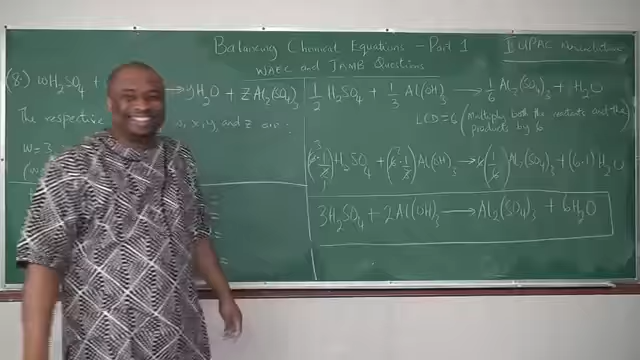 Balancing Chemical Equations - Part 1
IUPAC Nomenclature
WAEC and JAMB Questions
(8. wH₂SO₄ + → yH₂O + zAl₂(SO₄)₃
The respective x, y, and z are:
w=3,
(w=
1/2 H₂SO₄ + 1/3 Al(OH)₃ → 1/6 Al₂(SO₄)₃ + 1H₂O
LCD = 6 (multiply both the reactants and the product by 6
(6·1/2)H₂SO₄ + (6·1/3)Al(OH)₃ → 6(1/6)Al₂(SO₄)₃ + (6·1)H₂O
3H₂SO₄ + 2Al(OH)₃ → Al₂(SO₄)₃ + 6H₂O